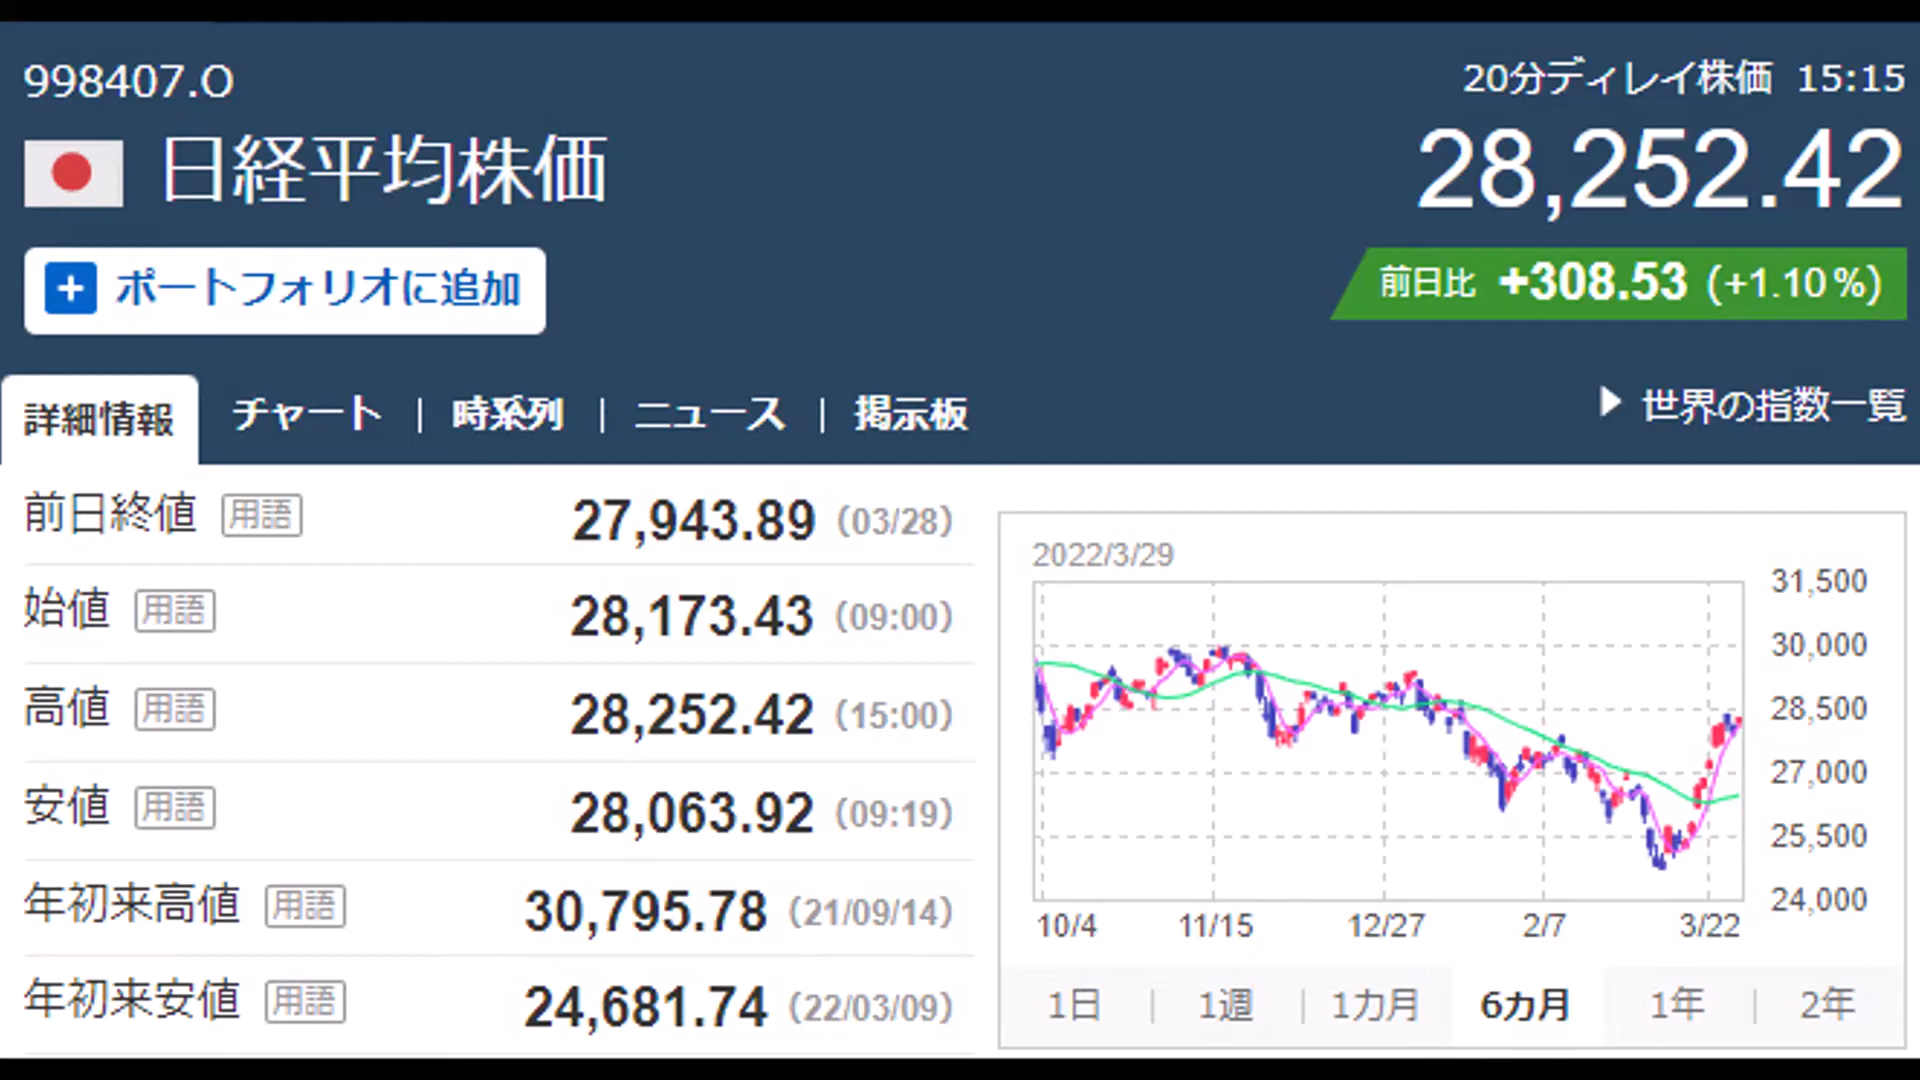 998407.O
20分ディレイ株価 15:15
日経平均株価
28,252.42
+ ポートフォリオに追加
前日比 +308.53 (+1.10%)
詳細情報 チャート | 時系列 | ニュース | 掲示板
世界の指数一覧
前日終値 用語 27,943.89 (03/28)
始値 用語 28,173.43 (09:00)
高値 用語 28,252.42 (15:00)
安値 用語 28,063.92 (09:19)
年初来高値 用語 30,795.78 (21/09/14)
年初来安値 用語 24,681.74 (22/03/09)
2022/3/29
31,500
30,000
28,500
27,000
25,500
24,000
10/4 11/15 12/27 2/7 3/22
1日 | 1週 | 1カ月 6カ月 1年 | 2年